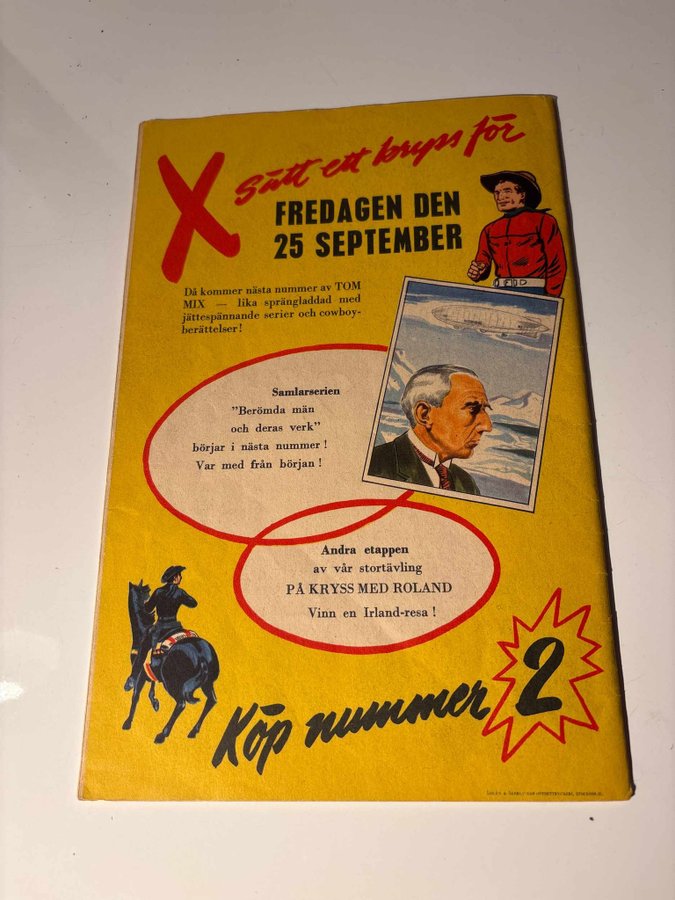 X Sätt ett kryss för
FREDAGEN DEN
25 SEPTEMBER
Då kommer nästa nummer av TOM
MIX — lika sprängladdad med
jättespännande serier och cowboy-
berättelser!
Samlarserien
"Berömda män
och deras verk"
börjar i nästa nummer!
Var med från början!
Andra etappen
av vår stortävling
PÅ KRYSS MED ROLAND
Vinn en Irland-resa!
Köp nummer 2